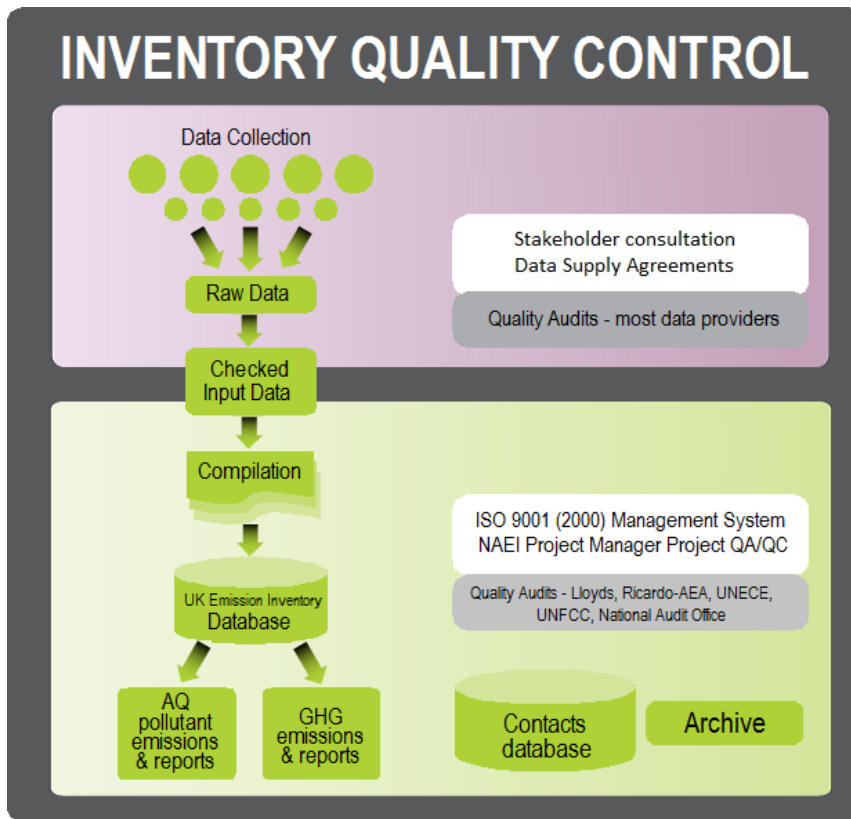 INVENTORY QUALITY CONTROL
Data Collection
Raw Data
Checked
Input Data
Compilation
UK Emission Inventory
Database
AQ
pollutant
emissions
& reports
GHG
emissions
& reports
Stakeholder consultation
Data Supply Agreements
Quality Audits - most data providers
ISO 9001 (2000) Management System
NAEI Project Manager Project QA/QC
Quality Audits - Lloyds, Ricardo-AEA, UNECE,
UNFCC, National Audit Office
Contacts
database
Archive